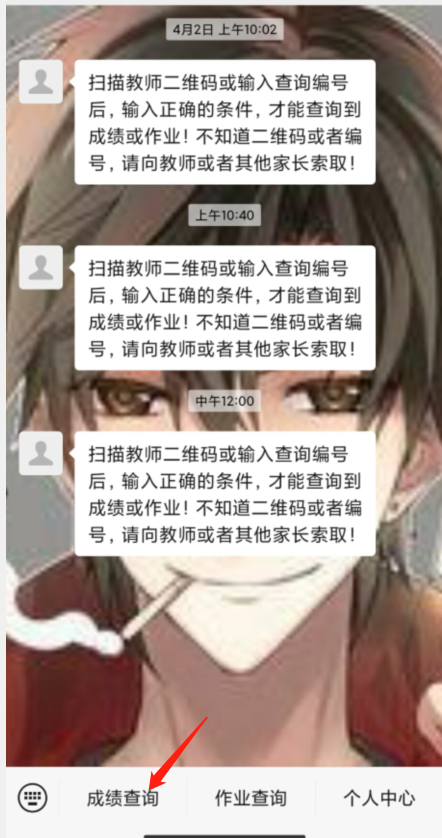 4月2日 上午10:02
扫描教师二维码或输入查询编号
后，输入正确的条件，才能查询到
成绩或作业！不知道二维码或者编
号，请向教师或者其他家长索取！
上午10:40
扫描教师二维码或输入查询编号
后，输入正确的条件，才能查询到
成绩或作业！不知道二维码或者编
号，请向教师或者其他家长索取！
中午12:00
扫描教师二维码或输入查询编号
后，输入正确的条件，才能查询到
成绩或作业！不知道二维码或者编
号，请向教师或者其他家长索取！
成绩查询 作业查询 个人中心